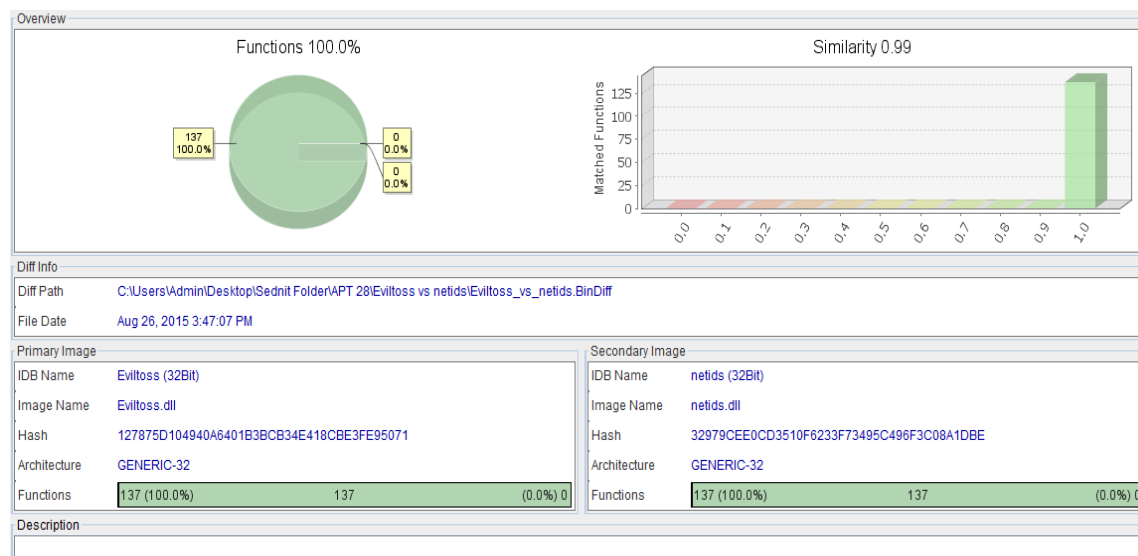 Overview
Functions 100.0%
137
100.0%
0
0.0%
0
0.0%
Similarity 0.99
Matched Functions
125
100
75
50
25
0
0.0 0.1 0.2 0.3 0.4 0.5 0.6 0.7 0.8 0.9 1.0
Diff Info
Diff Path C:\Users\Admin\Desktop\Sednit Folder\APT 28\Eviltoss vs netids\Eviltoss_vs_netids.BinDiff
File Date Aug 26, 2015 3:47:07 PM
Primary Image
IDB Name Eviltoss (32Bit)
Image Name Eviltoss.dll
Hash 127875D104940A6401B3BCB34E418CBE3FE95071
Architecture GENERIC-32
Functions 137 (100.0%) 137 (0.0%) 0
Secondary Image
IDB Name netids (32Bit)
Image Name netids.dll
Hash 32979CEE0CD3510F6233F73495C496F3C08A1DBE
Architecture GENERIC-32
Functions 137 (100.0%) 137 (0.0%) 0
Description